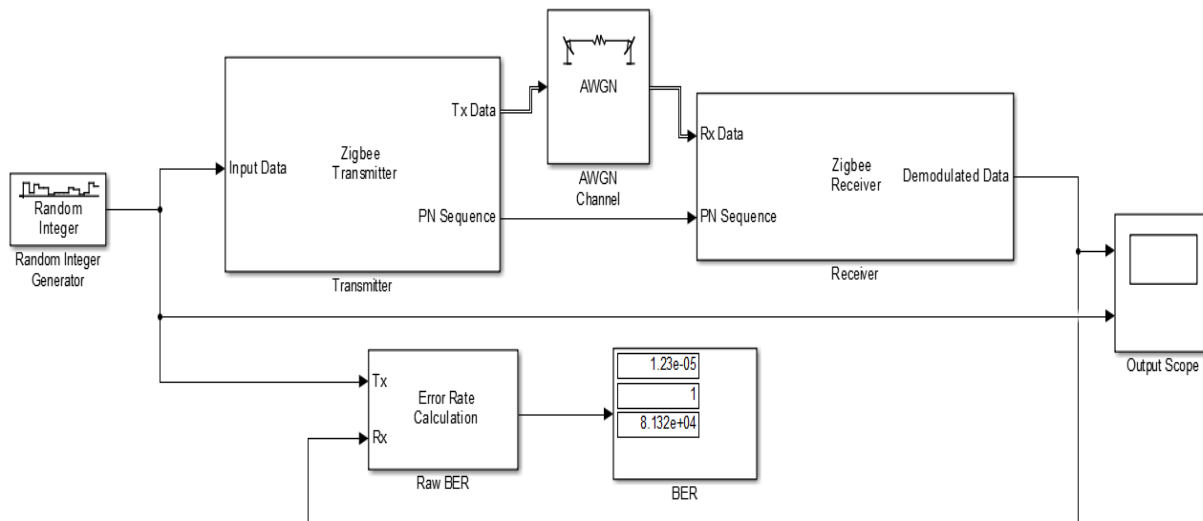 AWGN
AWGN
Channel
Tx Data
Input Data
Zigbee
Transmitter
PN Sequence
Transmitter
Rx Data
Zigbee
Receiver
Demodulated Data
PN Sequence
Receiver
Random
Integer
Random Integer
Generator
Output Scope
Tx
Error Rate
Calculation
Rx
Raw BER
1.23e-05
1
8.132e+04
BER